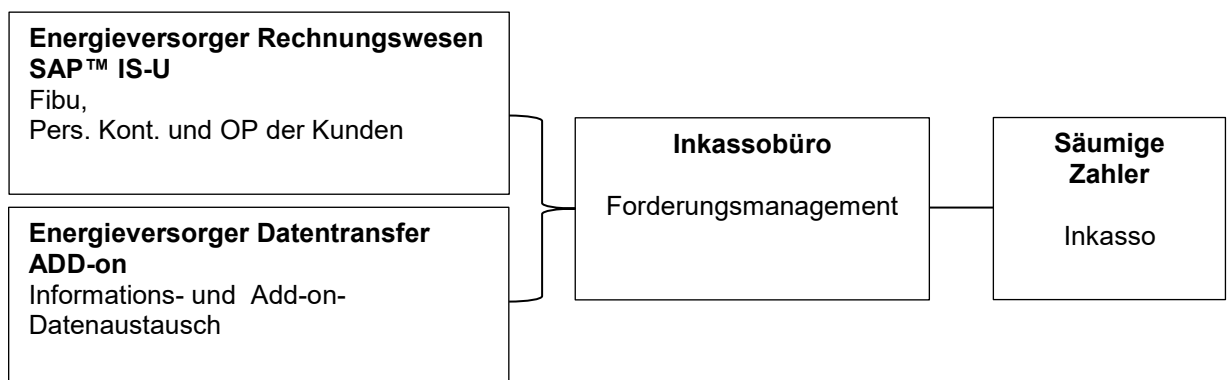 Energieversorger Rechnungswesen
SAP™ IS-U
Fibu,
Pers. Kont. und OP der Kunden
Energieversorger Datentransfer
ADD-on
Informations- und Add-on-
Datenaustausch
Inkassobüro
Forderungsmanagement
Säumige
Zahler
Inkasso